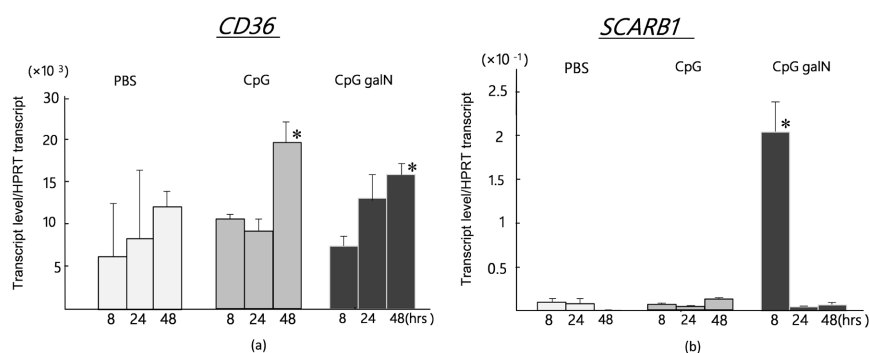 CD36
(×10 3)
PBS CpG CpG galN
Transcript level/HPRT transcript
30
20
15
10
5
* *
8 24 48 8 24 48 8 24 48(hrs)
(a)
SCARB1
(×10 -1)
PBS CpG CpG galN
Transcript level/HPRT transcript
2.5
2
1.5
1
0.5
*
8 24 48 8 24 48 8 24 48(hrs)
(b)